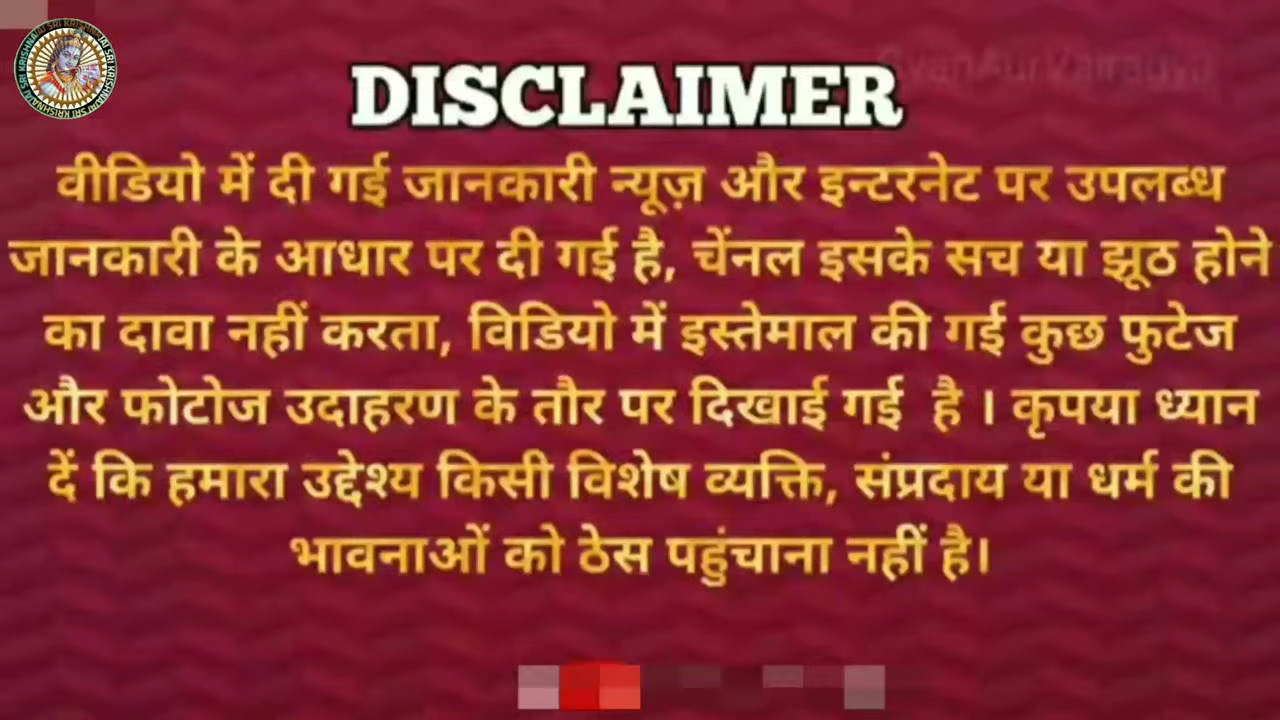 DISCLAIMER
वीडियो में दी गई जानकारी न्यूज़ और इन्टरनेट पर उपलब्ध
जानकारी के आधार पर दी गई है, चेंनल इसके सच या झूठ होने
का दावा नहीं करता, विडियो में इस्तेमाल की गई कुछ फुटेज
और फोटोज उदाहरण के तौर पर दिखाई गई है । कृपया ध्यान
दें कि हमारा उद्देश्य किसी विशेष व्यक्ति, संप्रदाय या धर्म की
भावनाओं को ठेस पहुंचाना नहीं है।